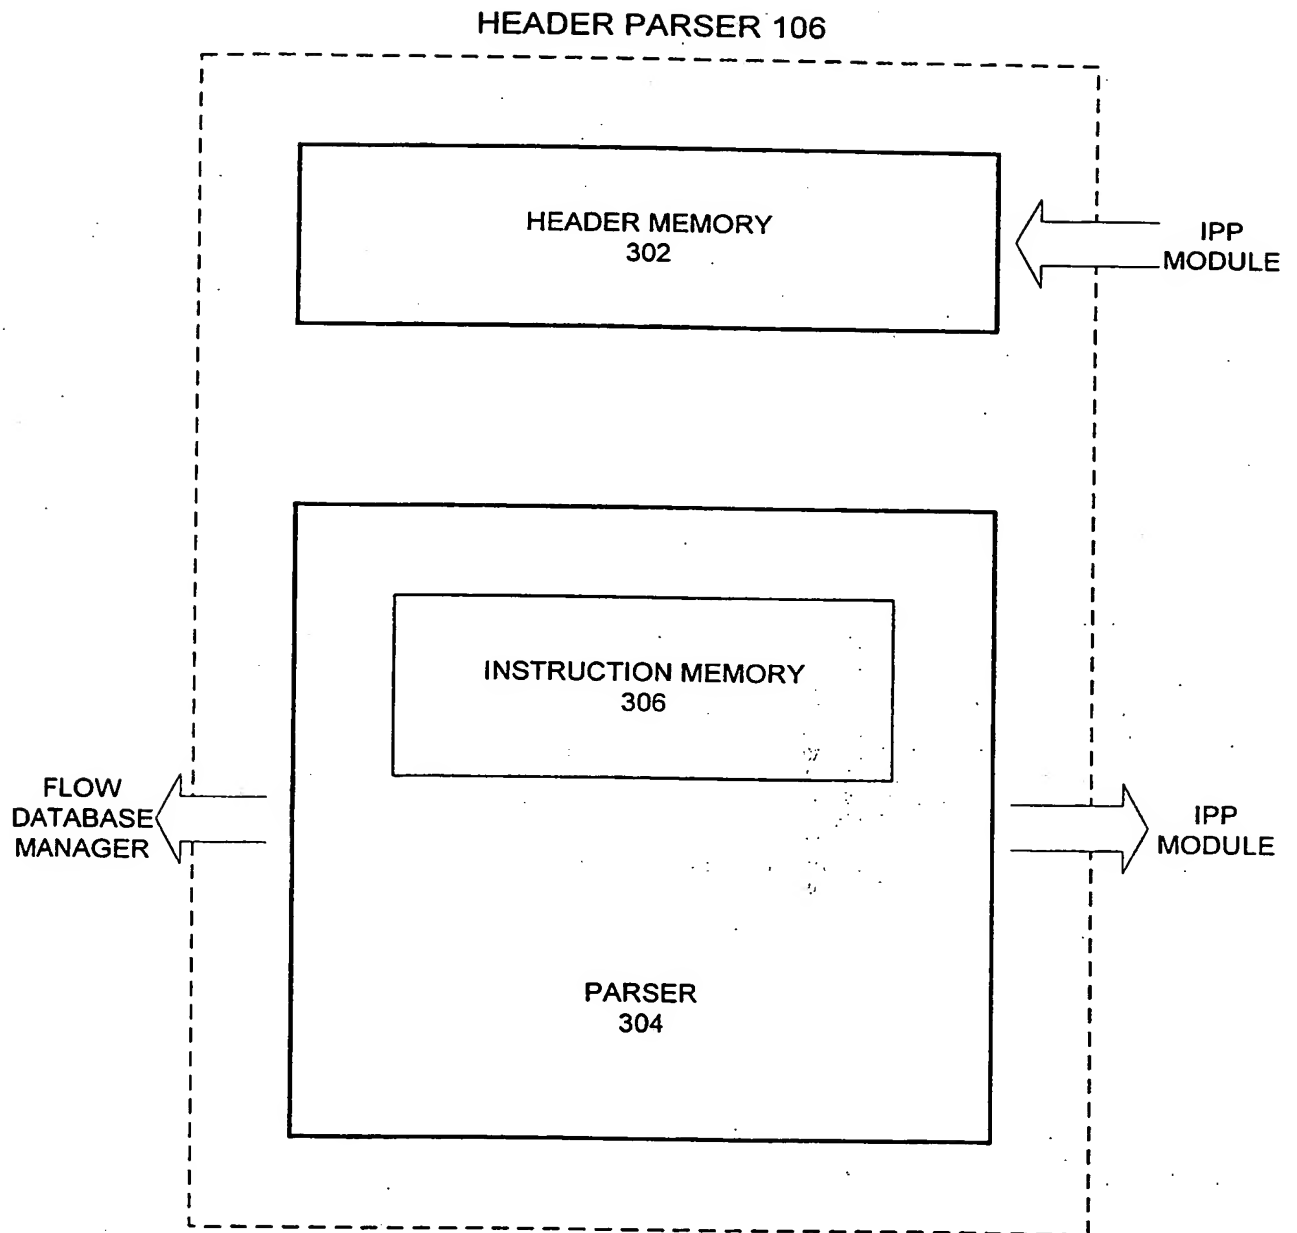 HEADER PARSER 106
HEADER MEMORY
302
IPP
MODULE
INSTRUCTION MEMORY
306
FLOW
DATABASE
MANAGER
IPP
MODULE
PARSER
304